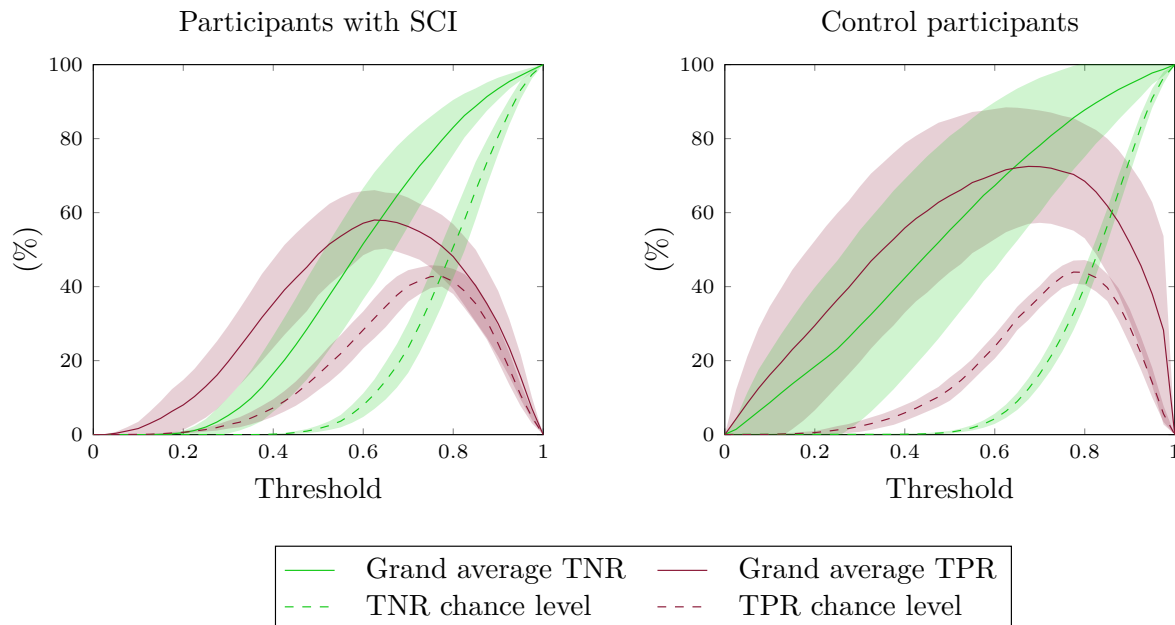 Participants with SCI
Control participants
100
80
60
40
20
0
(%)
0 0.2 0.4 0.6 0.8 1
Threshold
100
80
60
40
20
0
(%)
0 0.2 0.4 0.6 0.8 1
Threshold
Grand average TNR Grand average TPR
TNR chance level TPR chance level